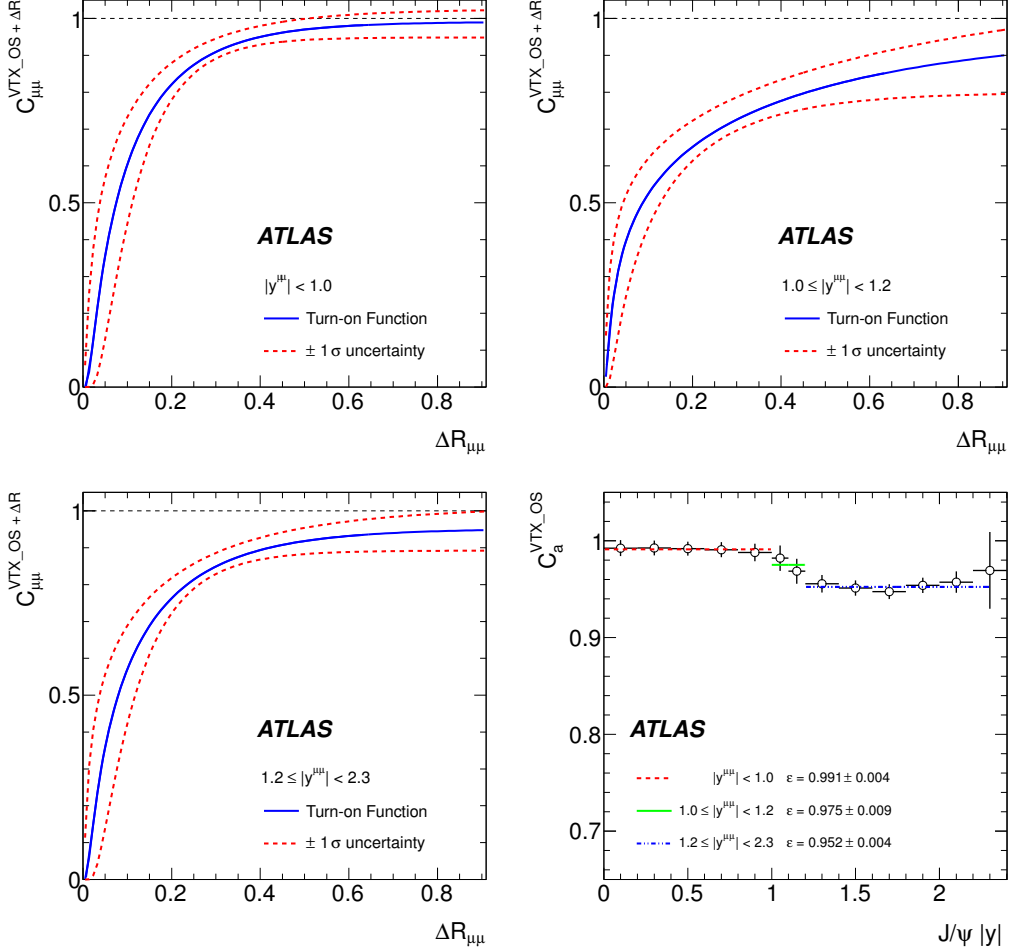 C_μμ^VTX_OS + ΔR
1
0.5
0
ATLAS
|y^μμ| < 1.0
Turn-on Function
± 1 σ uncertainty
0 0.2 0.4 0.6 0.8
ΔR_μμ
C_μμ^VTX_OS + ΔR
1
0.5
0
ATLAS
1.0 ≤ |y^μμ| < 1.2
Turn-on Function
± 1 σ uncertainty
0 0.2 0.4 0.6 0.8
ΔR_μμ
C_μμ^VTX_OS + ΔR
1
0.5
0
ATLAS
1.2 ≤ |y^μμ| < 2.3
Turn-on Function
± 1 σ uncertainty
0 0.2 0.4 0.6 0.8
ΔR_μμ
C_a^VTX_OS
1
0.9
0.8
0.7
ATLAS
|y^μμ| < 1.0 ε = 0.991 ± 0.004
1.0 ≤ |y^μμ| < 1.2 ε = 0.975 ± 0.009
1.2 ≤ |y^μμ| < 2.3 ε = 0.952 ± 0.004
0 0.5 1 1.5 2
J/ψ |y|